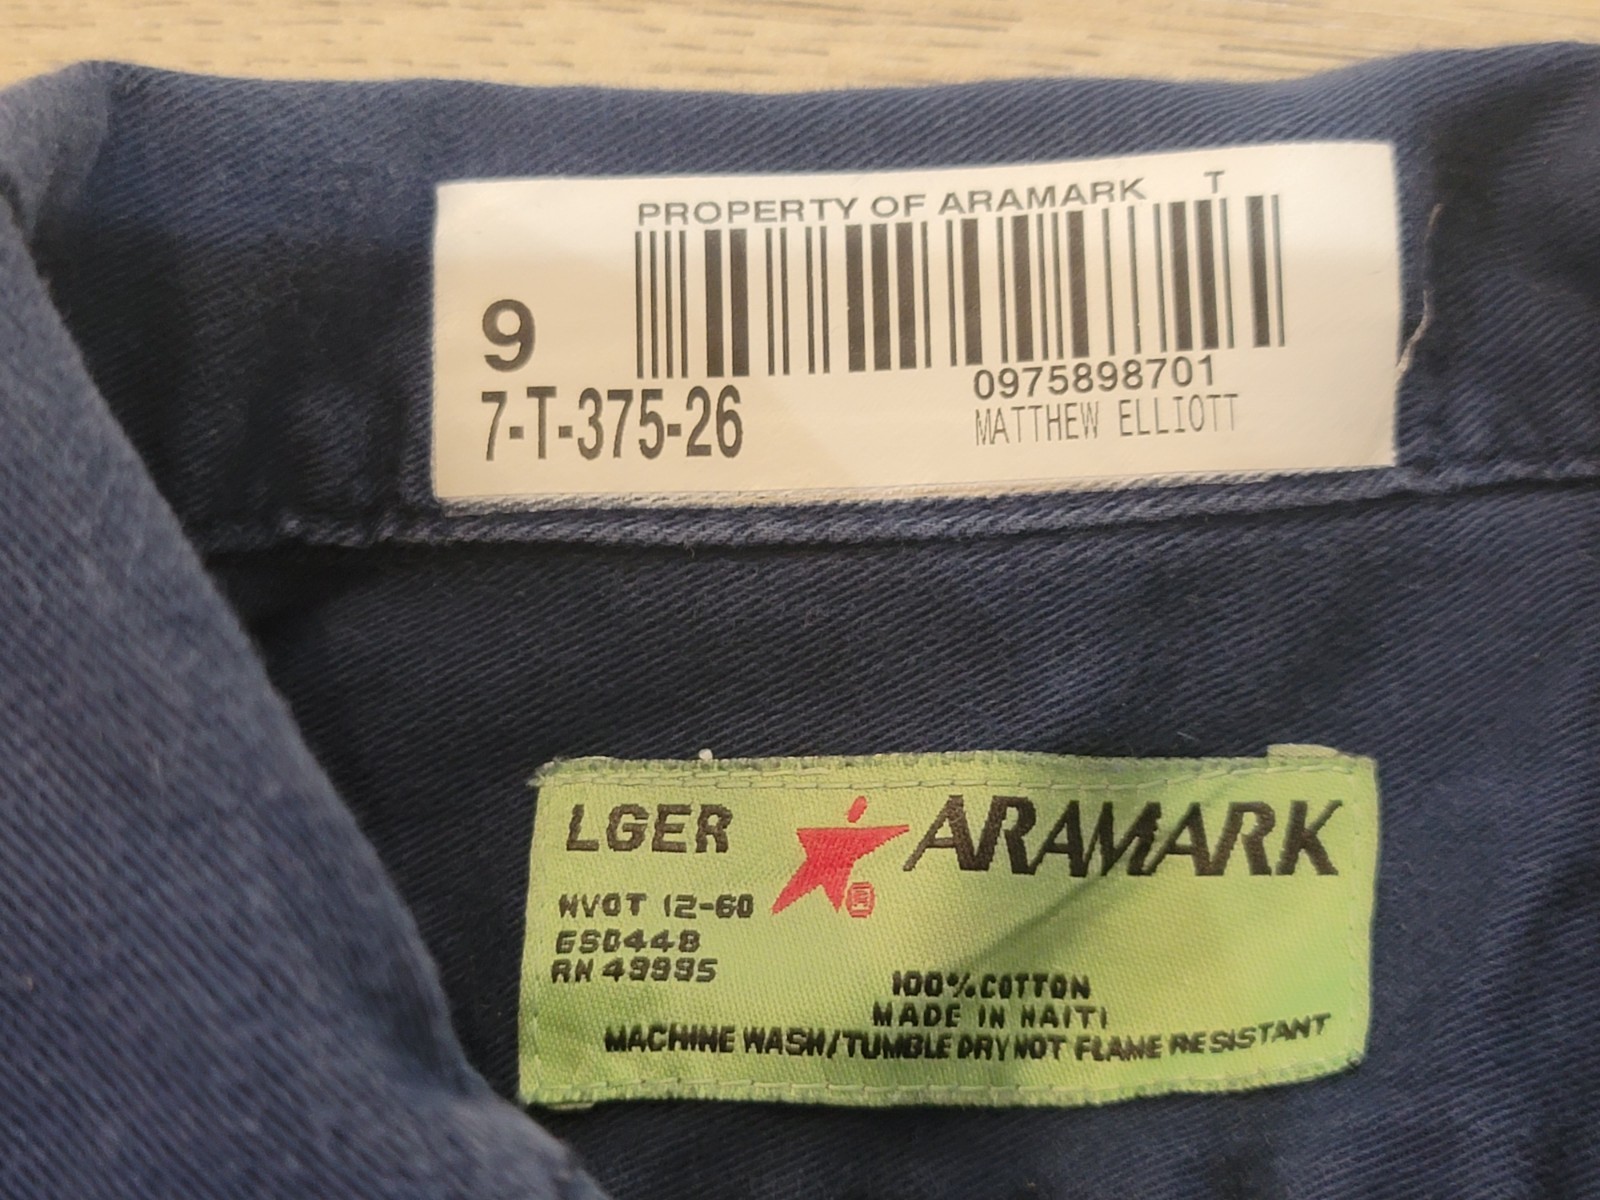 PROPERTY OF ARAMARK T
9
0975898701
7-T-375-26 MATTHEW ELLIOTT
LGER ARAMARK
NVOT 12-60
GS0448
RN 49995
100% COTTON
MADE IN HAITI
MACHINE WASH/TUMBLE DRY NOT FLAME RESISTANT